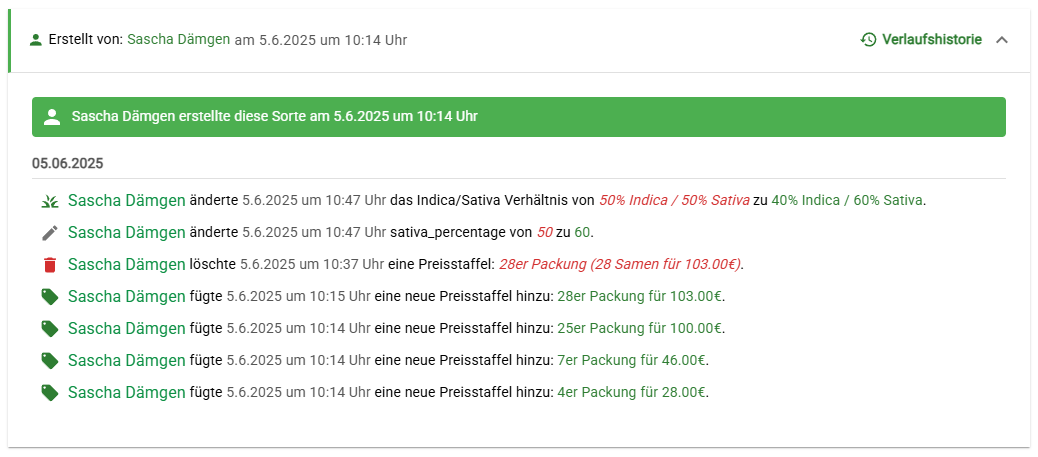 Erstellt von: Sascha Dämgen am 5.6.2025 um 10:14 Uhr
Verlaufshistorie
Sascha Dämgen erstellte diese Sorte am 5.6.2025 um 10:14 Uhr
05.06.2025
Sascha Dämgen änderte 5.6.2025 um 10:47 Uhr das Indica/Sativa Verhältnis von 50% Indica / 50% Sativa zu 40% Indica / 60% Sativa.
Sascha Dämgen änderte 5.6.2025 um 10:47 Uhr sativa_percentage von 50 zu 60.
Sascha Dämgen löschte 5.6.2025 um 10:37 Uhr eine Preisstaffel: 28er Packung (28 Samen für 103.00€).
Sascha Dämgen fügte 5.6.2025 um 10:15 Uhr eine neue Preisstaffel hinzu: 28er Packung für 103.00€.
Sascha Dämgen fügte 5.6.2025 um 10:14 Uhr eine neue Preisstaffel hinzu: 25er Packung für 100.00€.
Sascha Dämgen fügte 5.6.2025 um 10:14 Uhr eine neue Preisstaffel hinzu: 7er Packung für 46.00€.
Sascha Dämgen fügte 5.6.2025 um 10:14 Uhr eine neue Preisstaffel hinzu: 4er Packung für 28.00€.